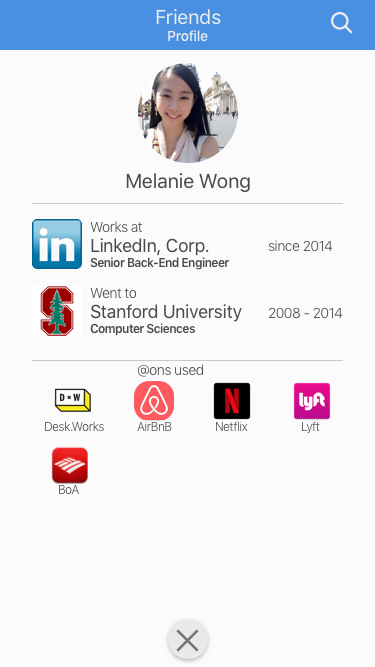 Friends
Profile
Melanie Wong
Works at
LinkedIn, Corp.
since 2014
Senior Back-End Engineer
Went to
Stanford University
2008 - 2014
Computer Sciences
@ons used
Desk.Works
AirBnB
Netflix
Lyft
BoA
in
S
D×W
N
lyft